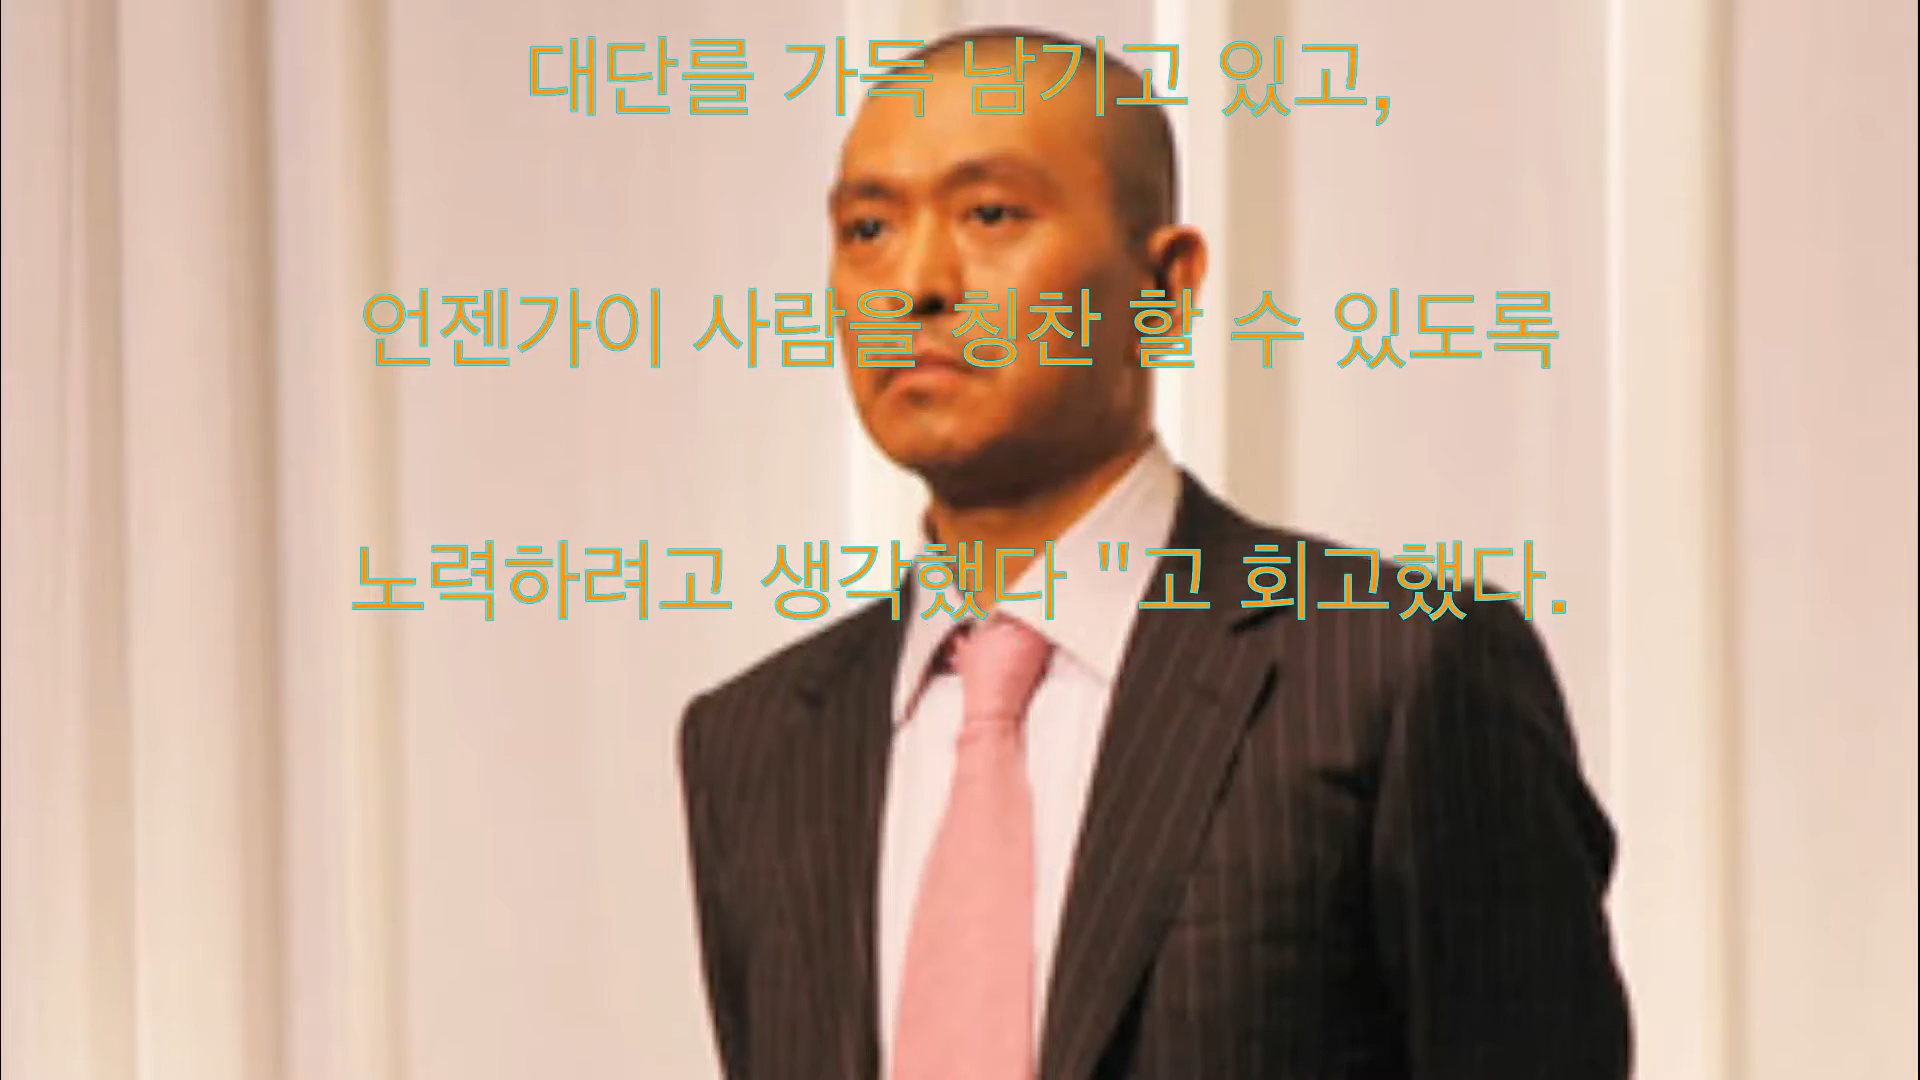 대단를 가득 남기고 있고,
언젠가이 사람을 칭찬 할 수 있도록
노력하려고 생각했다 "고 회고했다.